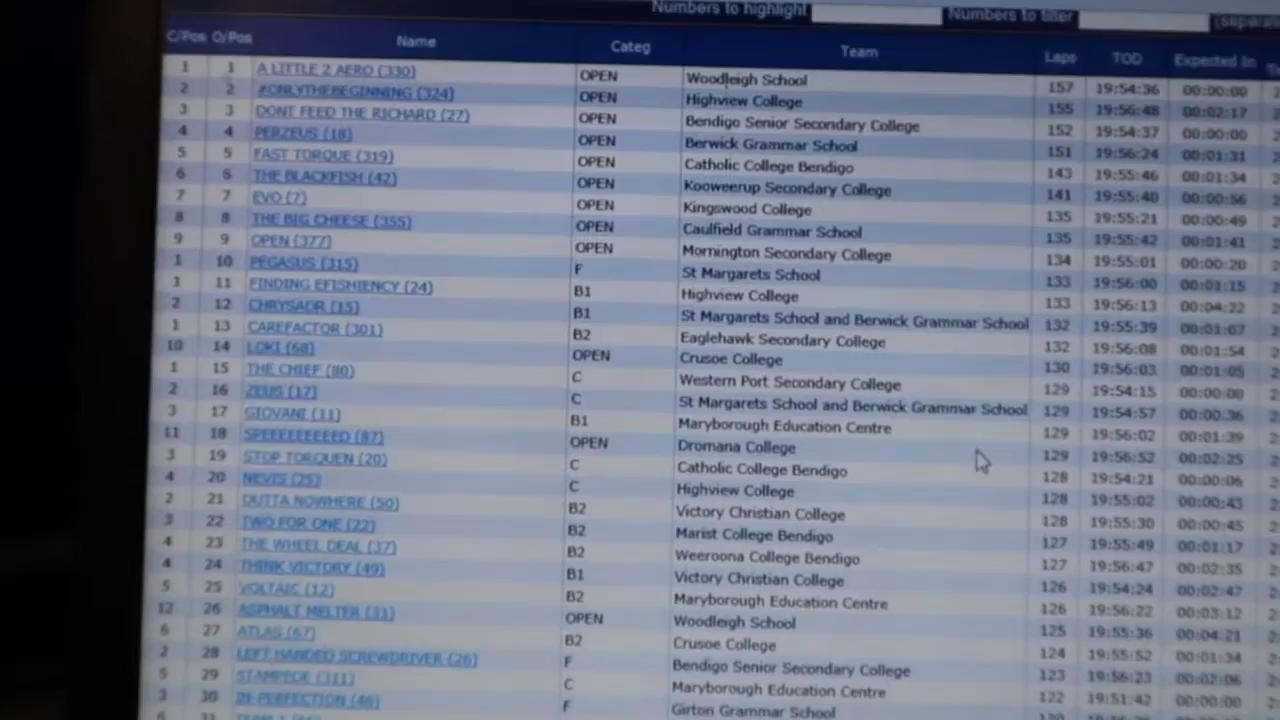 Numbers to highlight Numbers to filter
C/Pos O/Pos Name Categ Team Laps TOD Expected In
1 1 A LITTLE 2 AERO (330) OPEN Woodleigh School 157 19:54:36 00:00:00
2 2 #ONLYTHEBEGINNING (324) OPEN Highview College 155 19:56:48 00:02:17
3 3 DONT FEED THE RICHARD (27) OPEN Bendigo Senior Secondary College 152 19:54:37 00:00:00
4 4 PERZEUS (18) OPEN Berwick Grammar School 151 19:56:24 00:01:31
5 5 FAST TORQUE (319) OPEN Catholic College Bendigo 143 19:55:46 00:01:34
6 6 THE BLACKFISH (42) OPEN Kooweerup Secondary College 141 19:55:40 00:00:56
7 7 EVO (7) OPEN Kingswood College 135 19:55:21 00:00:49
8 8 THE BIG CHEESE (355) OPEN Caulfield Grammar School 135 19:55:42 00:01:41
9 9 OPEN (377) OPEN Mornington Secondary College 134 19:55:01 00:00:20
1 10 PEGASUS (315) F St Margarets School 133 19:56:00 00:01:15
1 11 FINDING EFISHIENCY (24) B1 Highview College 133 19:56:13 00:04:22
2 12 CHRYSAOR (15) B1 St Margarets School and Berwick Grammar School 132 19:55:39 00:01:07
1 13 CAREFACTOR (301) B2 Eaglehawk Secondary College 132 19:56:08 00:01:54
10 14 LOKI (68) OPEN Crusoe College 130 19:56:03 00:01:05
1 15 THE CHIEF (80) C Western Port Secondary College 129 19:54:15 00:00:00
2 16 ZEUS (17) C St Margarets School and Berwick Grammar School 129 19:54:57 00:00:36
3 17 GIOVANI (11) B1 Maryborough Education Centre 129 19:56:02 00:01:39
11 18 SPEEEEEEEED (87) OPEN Dromana College 129 19:56:52 00:02:25
3 19 STOP TORQUEN (20) C Catholic College Bendigo 128 19:54:21 00:00:06
4 20 NEVIS (25) C Highview College 128 19:55:02 00:00:43
2 21 OUTTA NOWHERE (50) B2 Victory Christian College 128 19:55:30 00:00:45
3 22 TWO FOR ONE (22) B2 Marist College Bendigo 127 19:55:49 00:01:17
4 23 THE WHEEL DEAL (37) B2 Weeroona College Bendigo 127 19:56:47 00:02:35
4 24 THINK VICTORY (49) B1 Victory Christian College 126 19:54:24 00:02:47
5 25 VOLTAIC (12) B2 Maryborough Education Centre 126 19:56:22 00:03:12
12 26 ASPHALT MELTER (31) OPEN Woodleigh School 125 19:55:36 00:04:21
6 27 ATLAS (67) B2 Crusoe College 124 19:55:52 00:01:34
2 28 LEFT HANDED SCREWDRIVER (26) F Bendigo Senior Secondary College 123 19:56:23 00:02:06
5 29 STAMPEDE (311) C Maryborough Education Centre 122 19:51:42 00:00:00
3 30 IN-PERFECTION (46) F Girton Grammar School
31